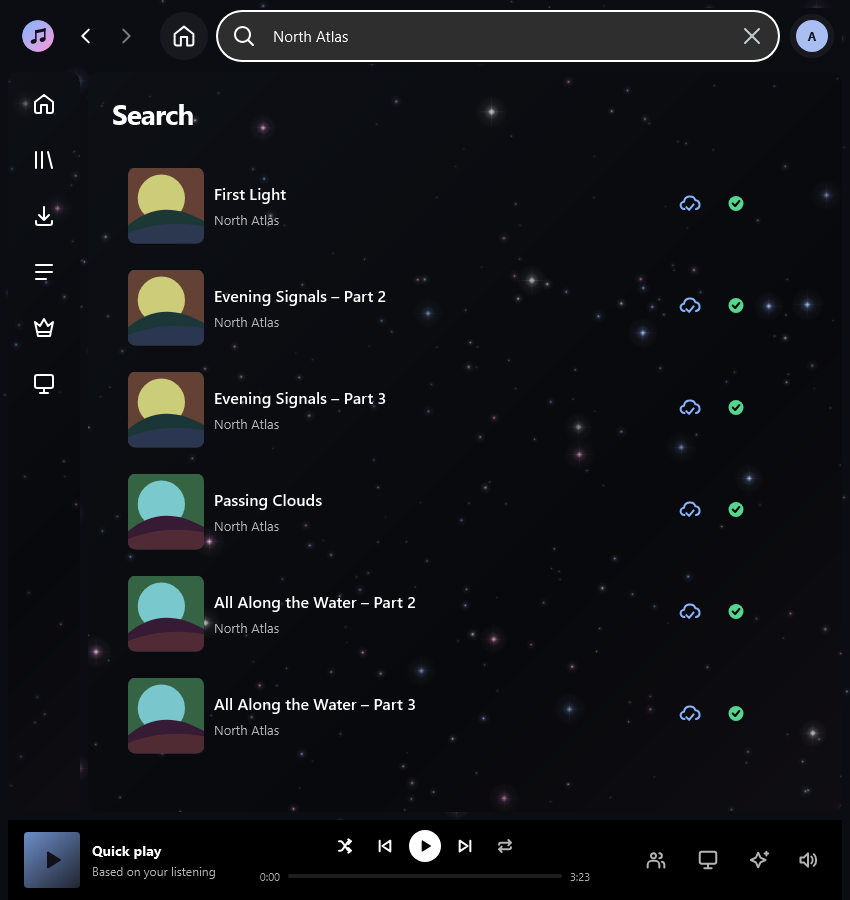 North Atlas
A
Search
First Light
North Atlas
Evening Signals – Part 2
North Atlas
Evening Signals – Part 3
North Atlas
Passing Clouds
North Atlas
All Along the Water – Part 2
North Atlas
All Along the Water – Part 3
North Atlas
Quick play
Based on your listening
0:00
3:23